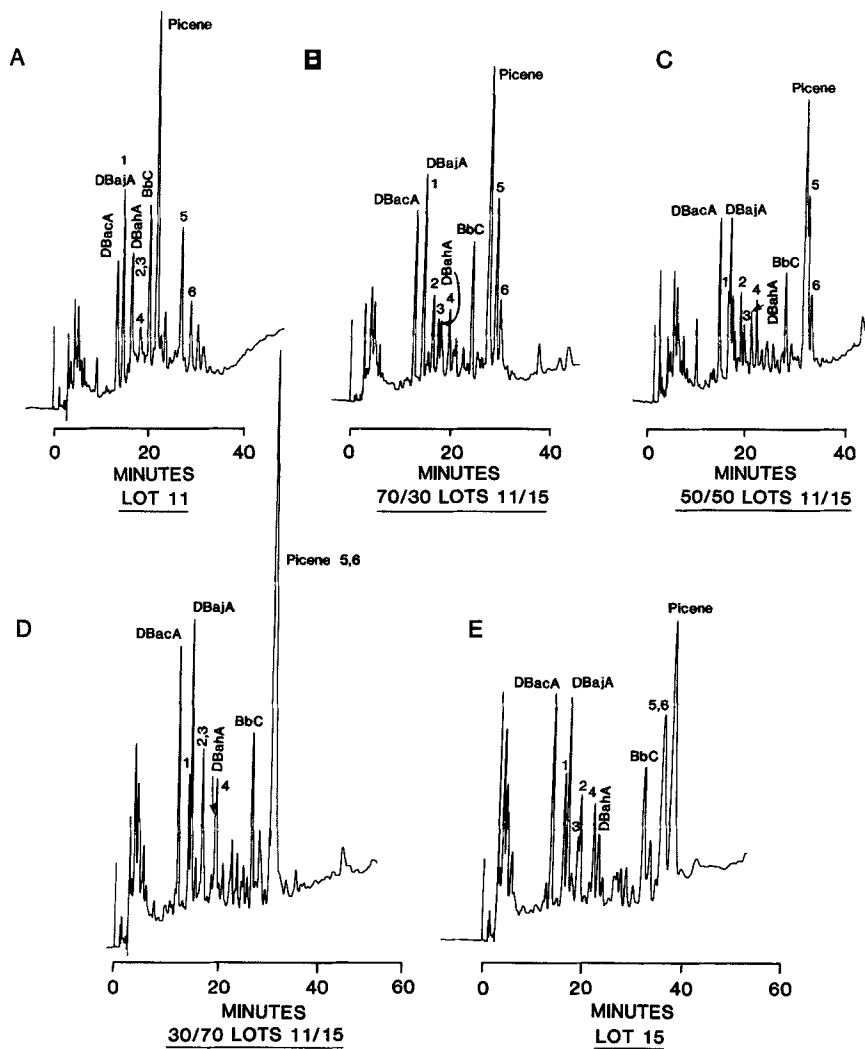 A
Picene
1
DBajA
DBacA
DBahA
2,3
BbC
4
5
6
0
20
40
MINUTES
LOT 11
B
Picene
DBajA
1
DBacA
DBahA
2
3
4
BbC
5
6
0
20
40
MINUTES
70/30 LOTS 11/15
C
Picene
DBacA
DBajA
1
2
3
4
DBahA
BbC
5
6
0
20
40
MINUTES
50/50 LOTS 11/15
D
Picene 5,6
DBajA
DBacA
1
2,3
DBahA
4
BbC
0
20
40
60
MINUTES
30/70 LOTS 11/15
E
Picene
DBacA
DBajA
1
2
3
4
DBahA
BbC
5,6
0
20
40
60
MINUTES
LOT 15